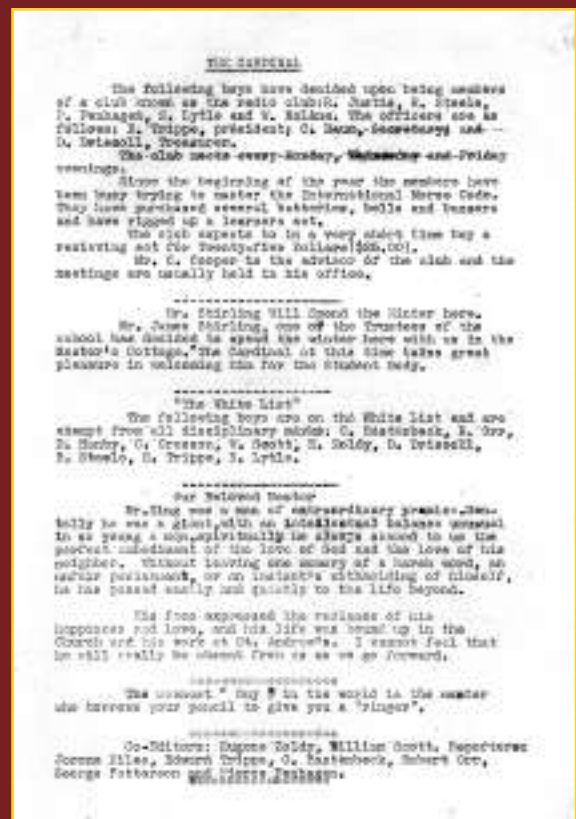 THE CARDINAL
The following boys have decided upon being members
of a club known as the radio club: R. Justis, R. Steele,
P. Penhagen, S. Lytle and W. The officers are as
follows: E. Trippe, president; C. Secretary and
D. Driscoll, Treasurer.
The club meets every Monday, Wednesday and Friday
evenings.
Since the beginning of the year the members have
been busy trying to master the International Morse Code.
They have purchased several batteries, bells and buzzers
and have rigged up a learners set.
The club expects to in a very short time buy a
receiving set for Twenty-five Dollars ($25.00).
Mr. C. Cooper is the advisor of the club and the
meetings are usually held in his office.
Mr. Stirling Will Spend the Winter here.
Mr. James Stirling, one of the Trustees of the
school has decided to spend the winter here with us in the
Rector's Cottage. The Cardinal at this time takes great
pleasure in welcoming him for the Student Body.
"The White List"
The following boys are on the White List and are
exempt from all disciplinary C. Rastenbeck, R. Orr,
C. W. Scott, E. Zoldy, D. Driscoll,
R. Steele, E. Trippe, S. Lytle.
Our Beloved Rector
Mr. King was a man of extraordinary promise. Men-
tally he was a giant, with an intellectual balance unusual
in so young a man, spiritually he always seemed to us the
perfect embodiment of the love of God and the love of his
neighbor. Without leaving one memory of a harsh word, an
unfair punishment, or an instant's withholding of himself,
he has passed easily and quietly to the life beyond.
His face expressed the radiance of his
happiness and love, and his life was bound up in the
Church and his work at St. Andrew's. I cannot feel that
he will really be absent from us as we go forward.
The " Guy " in the world is the
who borrows your pencil to give you a "ringer".
Co-Editors: Eugene Zoldy, William Scott. Reporters:
Jerome Niles, Edward Trippe, C. Rastenbeck, Robert Orr,
George Patterson and Pierre Penhagen.